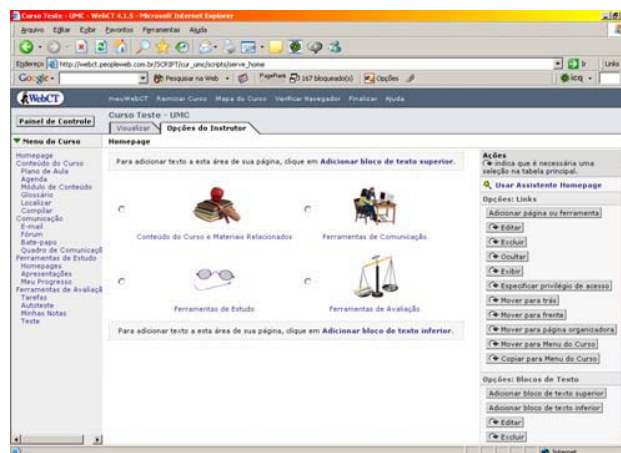 Curso Teste - UMC - WebCT 4.1.5 - Microsoft Internet Explorer
Arquivo Editar Exibir Favoritos Ferramentas Ajuda
Endereço http://webct.peopleweb.com.br/SCRIPT/cur_umc/scripts/serve_home Ir Links
Google Pesquisar na Web PageRank 167 bloqueado(s) Opções icq
WebCT meuWebCT Reiniciar Curso Mapa do Curso Verificar Navegador Finalizar Ajuda
Painel de Controle
Curso Teste - UMC
Visualizar Opções do Instrutor
Menu do Curso
Homepage
Conteúdo do Curso
Plano de Aula
Agenda
Módulo de Conteúdo
Glossário
Localizar
Compilar
Comunicação
E-mail
Fórum
Bate-papo
Quadro de Comunicaçõ
Ferramentas de Estudo
Homepages
Apresentações
Meu Progresso
Ferramentas de Avaliaçã
Tarefas
Autoteste
Minhas Notas
Teste
Homepage
Para adicionar texto a esta área de sua página, clique em Adicionar bloco de texto superior.
Conteúdo do Curso e Materiais Relacionados
Ferramentas de Comunicação
Ferramentas de Estudo
Ferramentas de Avaliação
Para adicionar texto a esta área de sua página, clique em Adicionar bloco de texto inferior.
Ações
indica que é necessária uma
seleção na tabela principal.
Usar Assistente Homepage
Opções: Links
Adicionar página ou ferramenta
Editar
Excluir
Ocultar
Exibir
Especificar privilégio de acesso
Mover para trás
Mover para frente
Mover para página organizadora
Mover para Menu do Curso
Copiar para Menu do Curso
Opções: Blocos de Texto
Adicionar bloco de texto superior
Adicionar bloco de texto inferior
Editar
Excluir
Internet